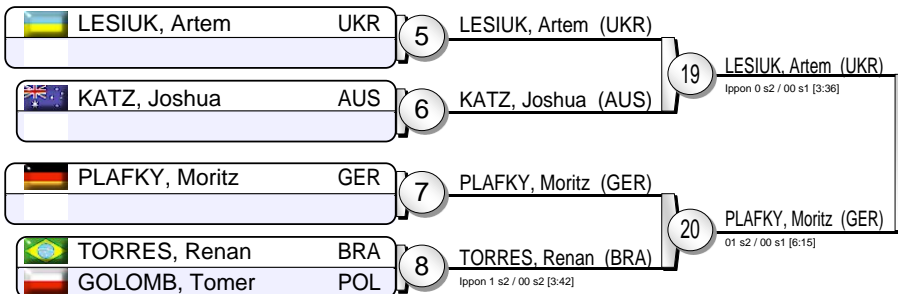 LESIUK, Artem UKR
5
LESIUK, Artem (UKR)
19
LESIUK, Artem (UKR)
Ippon 0 s2 / 00 s1 [3:36]
KATZ, Joshua AUS
6
KATZ, Joshua (AUS)
PLAFKY, Moritz GER
7
PLAFKY, Moritz (GER)
20
PLAFKY, Moritz (GER)
01 s2 / 00 s1 [6:15]
TORRES, Renan BRA
8
TORRES, Renan (BRA)
Ippon 1 s2 / 00 s2 [3:42]
GOLOMB, Tomer POL